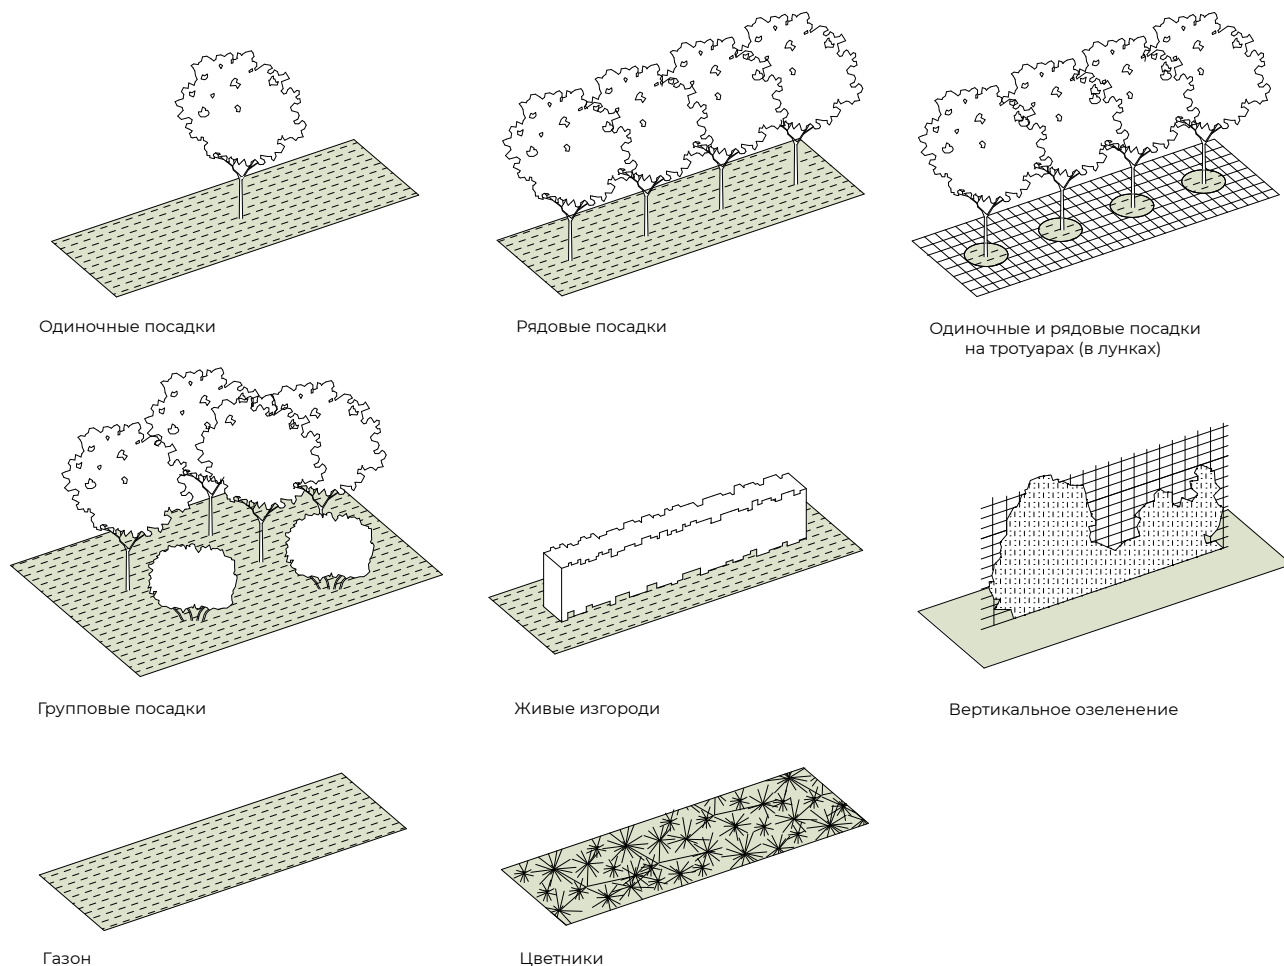 Одиночные посадки
Рядовые посадки
Одиночные и рядовые посадки
на тротуарах (в лунках)
Групповые посадки
Живые изгороди
Вертикальное озеленение
Газон
Цветники